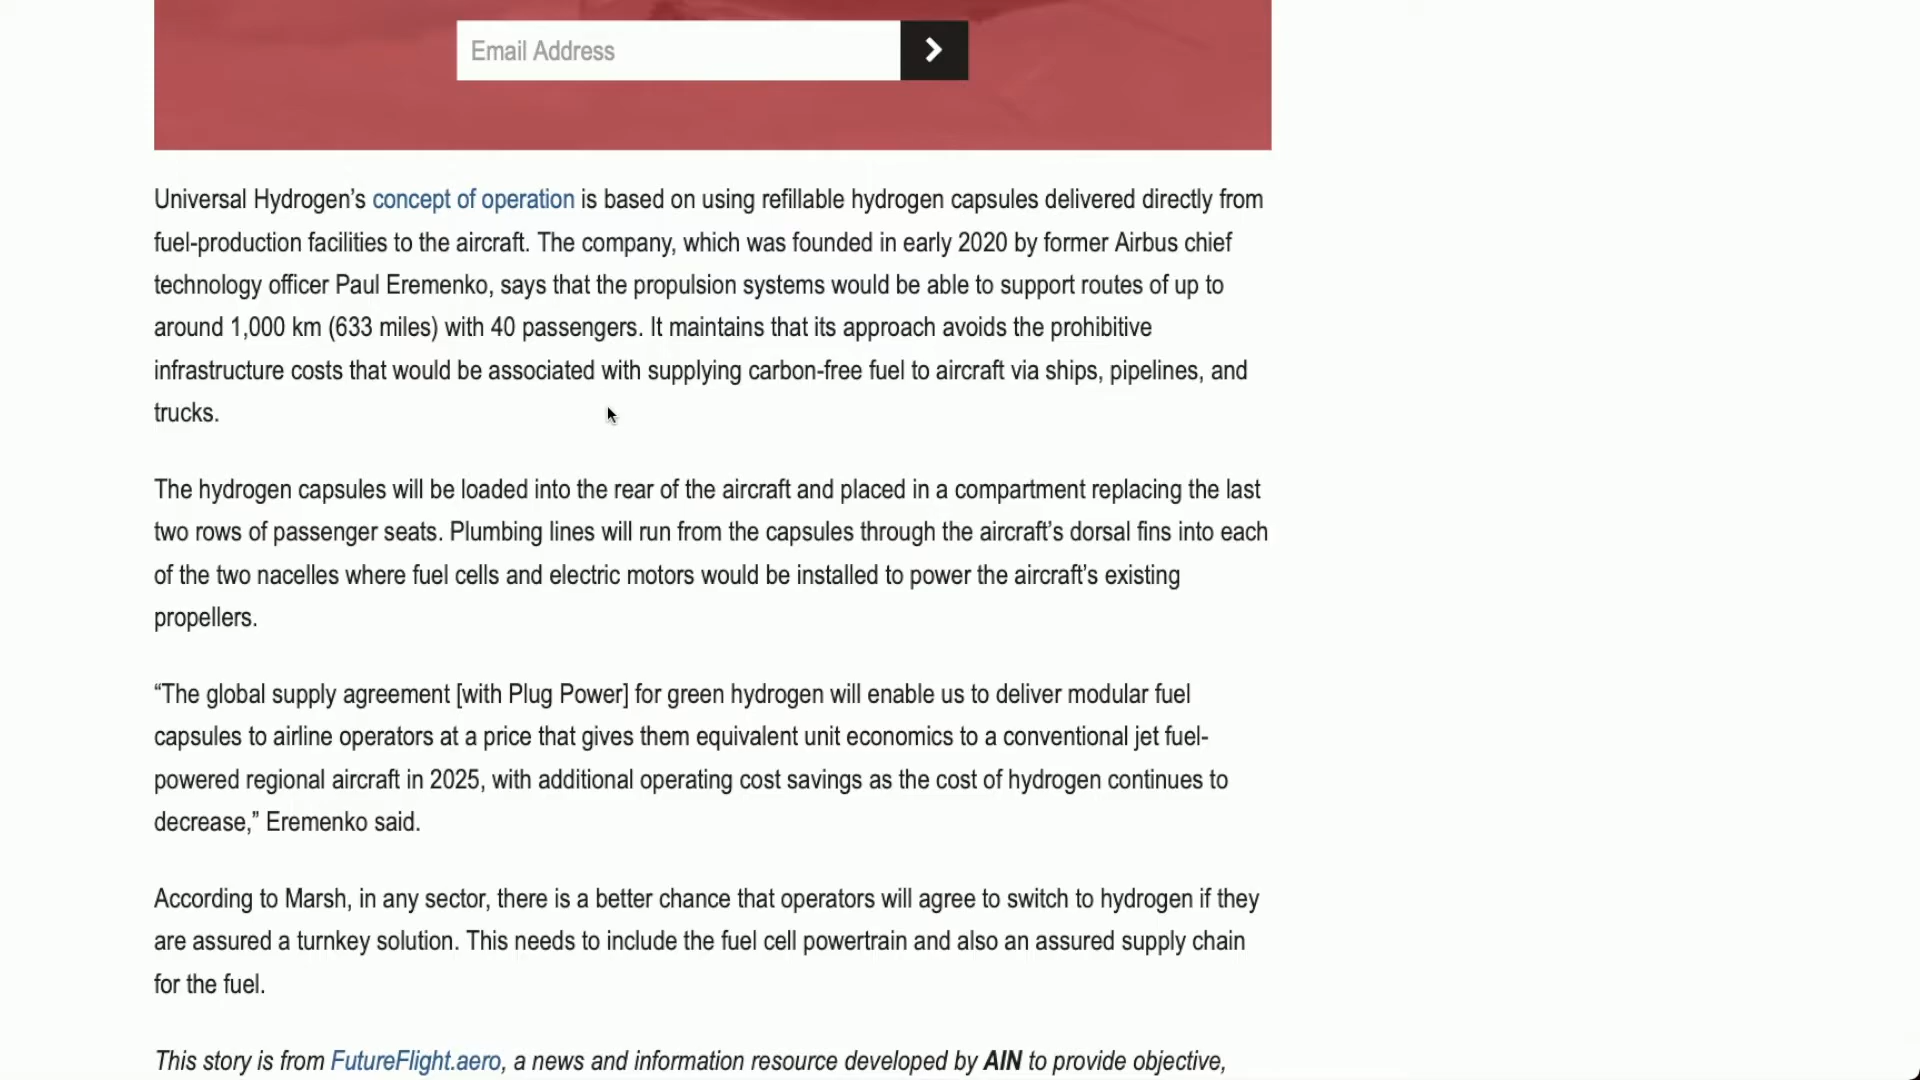 Email Address
Universal Hydrogen’s concept of operation is based on using refillable hydrogen capsules delivered directly from
fuel-production facilities to the aircraft. The company, which was founded in early 2020 by former Airbus chief
technology officer Paul Eremenko, says that the propulsion systems would be able to support routes of up to
around 1,000 km (633 miles) with 40 passengers. It maintains that its approach avoids the prohibitive
infrastructure costs that would be associated with supplying carbon-free fuel to aircraft via ships, pipelines, and
trucks.
The hydrogen capsules will be loaded into the rear of the aircraft and placed in a compartment replacing the last
two rows of passenger seats. Plumbing lines will run from the capsules through the aircraft’s dorsal fins into each
of the two nacelles where fuel cells and electric motors would be installed to power the aircraft’s existing
propellers.
“The global supply agreement [with Plug Power] for green hydrogen will enable us to deliver modular fuel
capsules to airline operators at a price that gives them equivalent unit economics to a conventional jet fuel-
powered regional aircraft in 2025, with additional operating cost savings as the cost of hydrogen continues to
decrease,” Eremenko said.
According to Marsh, in any sector, there is a better chance that operators will agree to switch to hydrogen if they
are assured a turnkey solution. This needs to include the fuel cell powertrain and also an assured supply chain
for the fuel.
This story is from FutureFlight.aero, a news and information resource developed by AIN to provide objective,